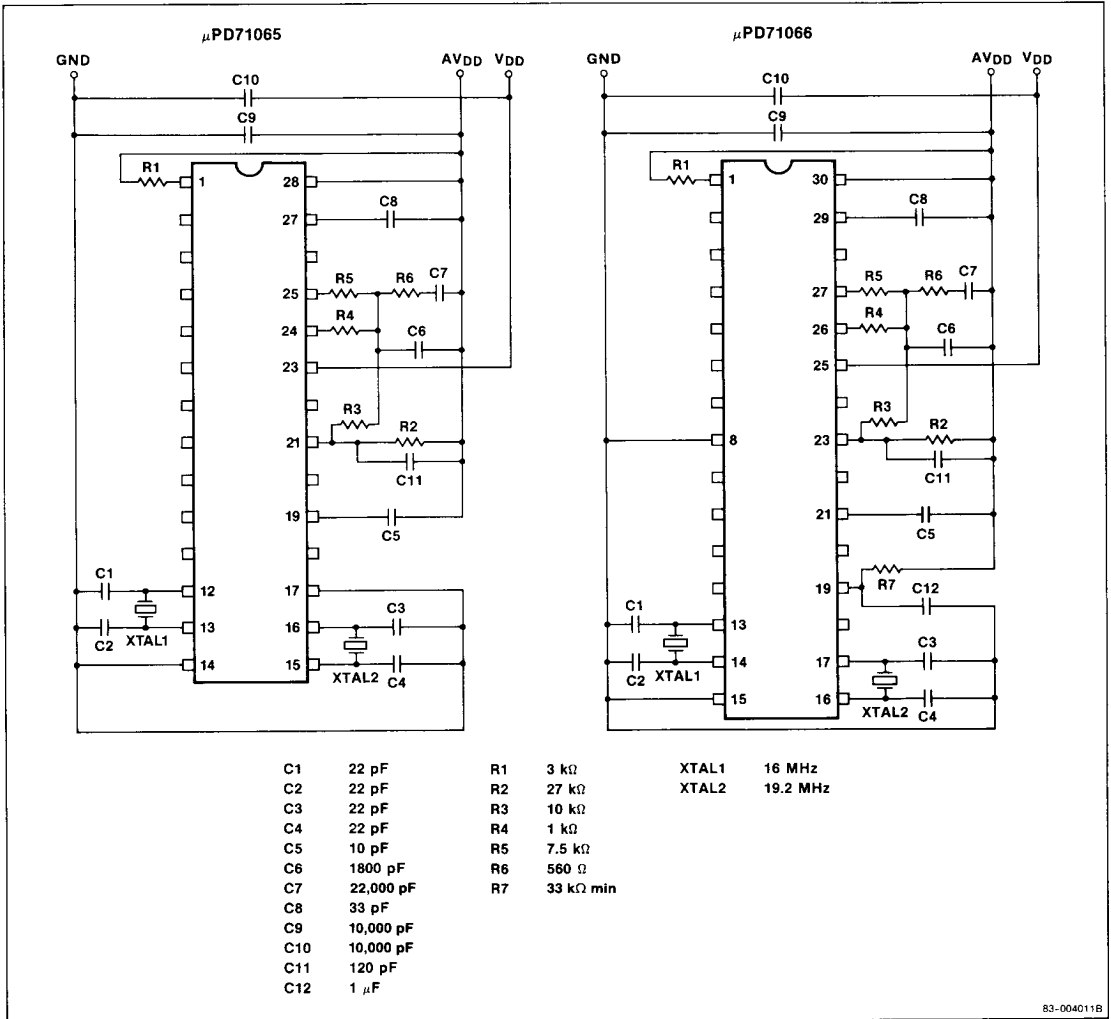 μPD71065
GND
AVDD
VDD
C10
C9
R1
1
28
27
C8
25
R5
R6
C7
24
R4
C6
23
R3
21
R2
C11
19
C5
C1
12
17
C3
C2
13
XTAL1
16
14
15
XTAL2
C4
μPD71066
GND
AVDD
VDD
C10
C9
R1
1
30
29
C8
27
R5
R6
C7
26
R4
C6
25
R3
8
23
R2
C11
21
C5
19
R7
C12
C1
13
C3
C2
14
XTAL1
17
15
16
XTAL2
C4
C1 22 pF R1 3 kΩ XTAL1 16 MHz
C2 22 pF R2 27 kΩ XTAL2 19.2 MHz
C3 22 pF R3 10 kΩ
C4 22 pF R4 1 kΩ
C5 10 pF R5 7.5 kΩ
C6 1800 pF R6 560 Ω
C7 22,000 pF R7 33 kΩ min
C8 33 pF
C9 10,000 pF
C10 10,000 pF
C11 120 pF
C12 1 μF
83-004011B